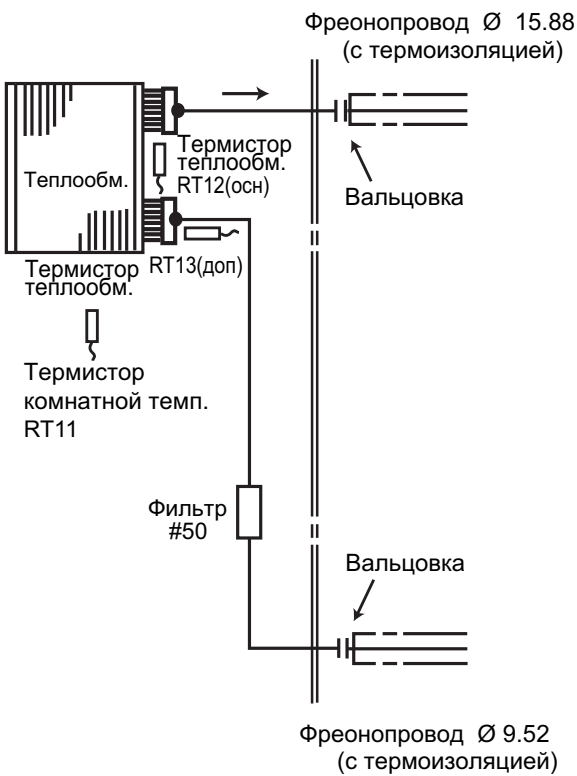 Фреонопровод Ø 15.88
(с термоизоляцией)
Теплообм.
Термистор
теплообм.
RT12(осн)
Вальцовка
Термистор
теплообм.
RT13(доп)
Термистор
комнатной темп.
RT11
Фильтр
#50
Вальцовка
Фреонопровод Ø 9.52
(с термоизоляцией)